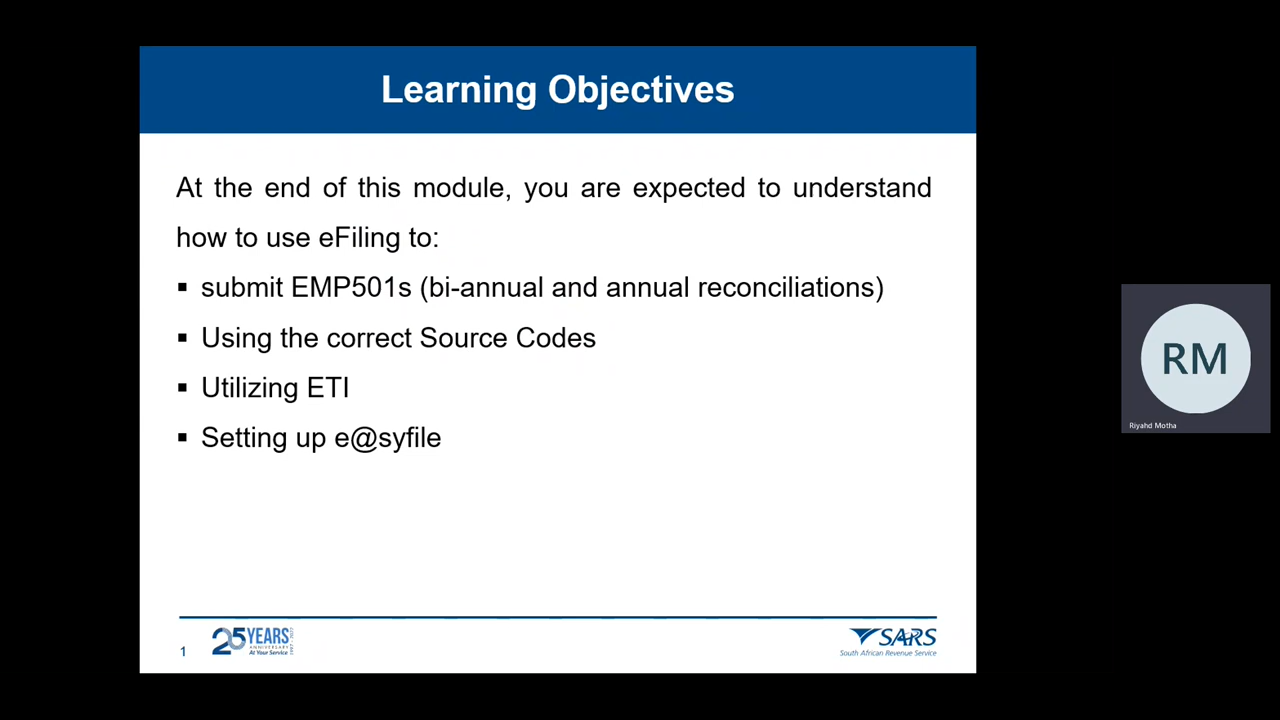 Learning Objectives
At the end of this module, you are expected to understand
how to use eFiling to:
▪ submit EMP501s (bi-annual and annual reconciliations)
▪ Using the correct Source Codes
▪ Utilizing ETI
▪ Setting up e@syfile
RM
Riyahd Motha
1
25 YEARS
ANNIVERSARY
At Your Service
SARS
South African Revenue Service